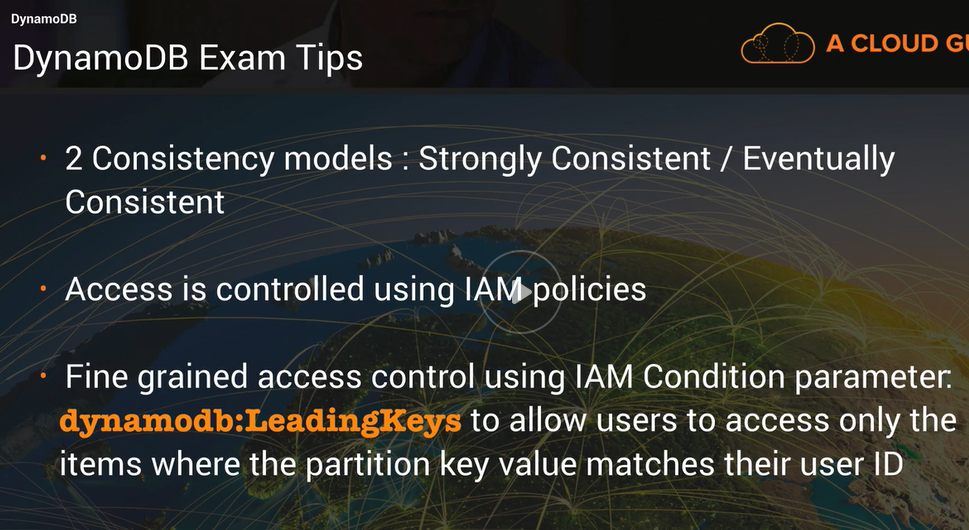 DynamoDB
DynamoDB Exam Tips
A CLOUD GU
• 2 Consistency models : Strongly Consistent / Eventually
Consistent
• Access is controlled using IAM policies
• Fine grained access control using IAM Condition parameter:
dynamodb:LeadingKeys to allow users to access only the
items where the partition key value matches their user ID